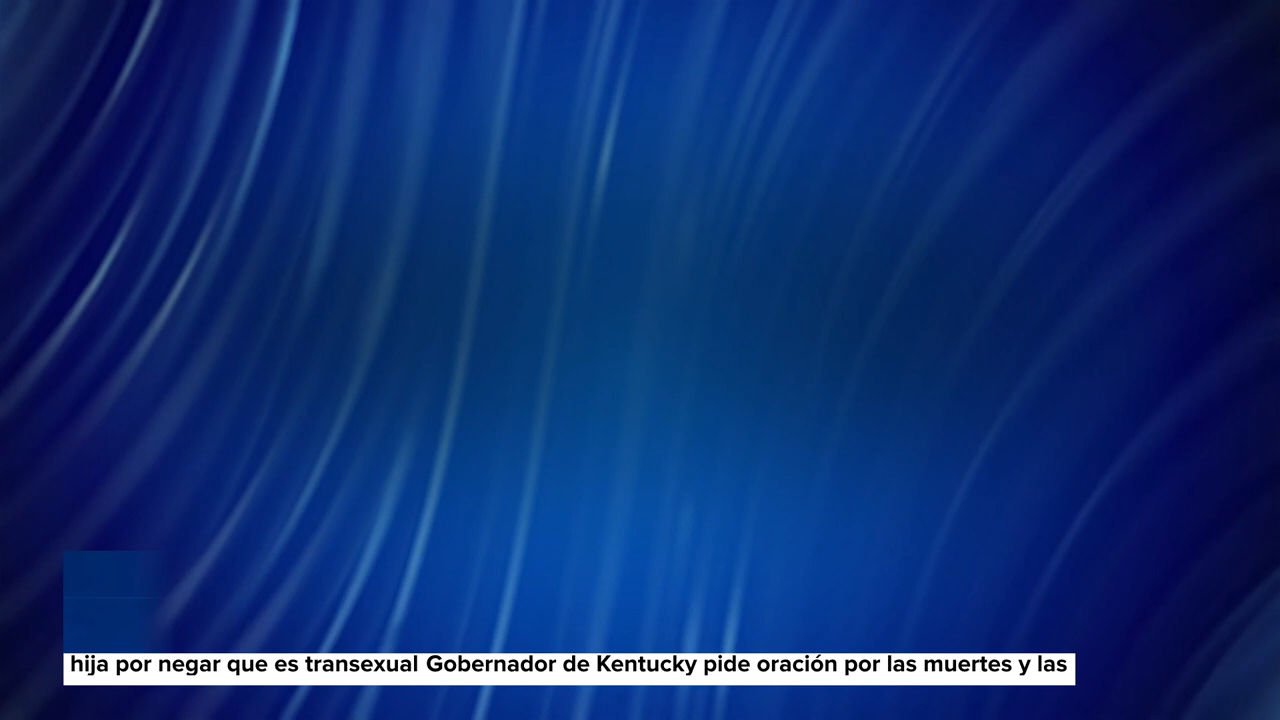 hija por negar que es transexual Gobernador de Kentucky pide oración por las muertes y las